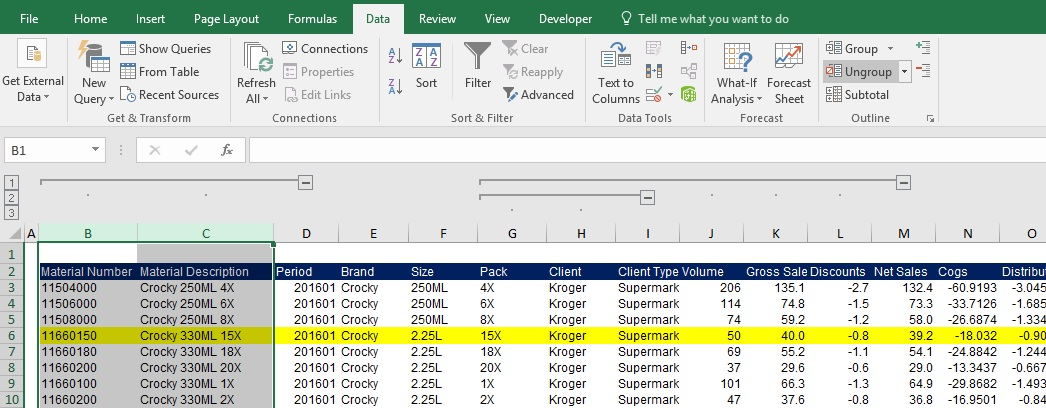 File Home Insert Page Layout Formulas Data Review View Developer Tell me what you want to do
Show Queries Connections Clear Group
From Table Properties Reapply Ungroup
Get External New Refresh Sort Filter Text to What-If Forecast
Data Query Recent Sources All Edit Links Advanced Columns Analysis Sheet Subtotal
Get & Transform Connections Sort & Filter Data Tools Forecast Outline
B1 fx
1
2
3
A B C D E F G H I J K L M N O
1
2 Material Number Material Description Period Brand Size Pack Client Client Type Volume Gross Sale Discounts Net Sales Cogs Distribu
3 11504000 Crocky 250ML 4X 201601 Crocky 250ML 4X Kroger Supermark 206 135.1 -2.7 132.4 -60.9193 -3.045
4 11506000 Crocky 250ML 6X 201601 Crocky 250ML 6X Kroger Supermark 114 74.8 -1.5 73.3 -33.7126 -1.685
5 11508000 Crocky 250ML 8X 201601 Crocky 250ML 8X Kroger Supermark 74 59.2 -1.2 58.0 -26.6874 -1.334
6 11660150 Crocky 330ML 15X 201601 Crocky 2.25L 15X Kroger Supermark 50 40.0 -0.8 39.2 -18.032 -0.90
7 11660180 Crocky 330ML 18X 201601 Crocky 2.25L 18X Kroger Supermark 69 55.2 -1.1 54.1 -24.8842 -1.244
8 11660200 Crocky 330ML 20X 201601 Crocky 2.25L 20X Kroger Supermark 37 29.6 -0.6 29.0 -13.3437 -0.667
9 11660100 Crocky 330ML 1X 201601 Crocky 2.25L 1X Kroger Supermark 101 66.3 -1.3 64.9 -29.8682 -1.493
10 11660200 Crocky 330ML 2X 201601 Crocky 2.25L 2X Kroger Supermark 47 37.6 -0.8 36.8 -16.9501 -0.84